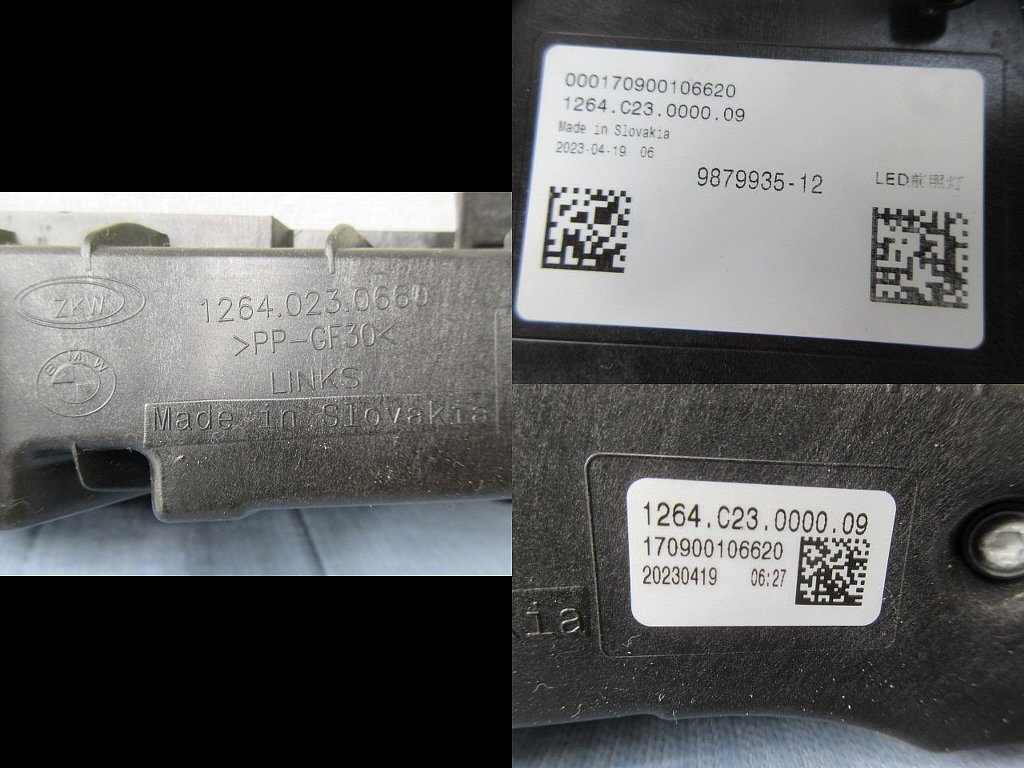 ZKW
1264.023.0660
>PP-GF30<
BMW
LINKS
Made in Slovakia
000170900106620
1264.C23.0000.09
Made in Slovakia
2023-04-19 06
9879935-12
LED前照灯
1264.C23.0000.09
170900106620
20230419 06:27
kia